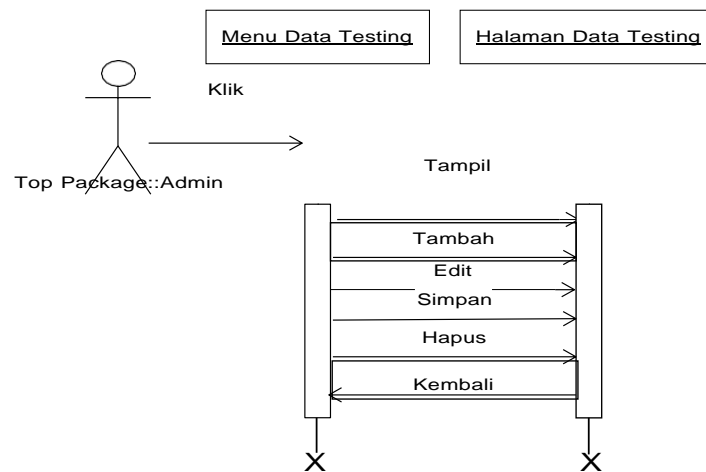 Menu Data Testing
Halaman Data Testing
Klik
Top Package::Admin
Tampil
Tambah
Edit
Simpan
Hapus
Kembali